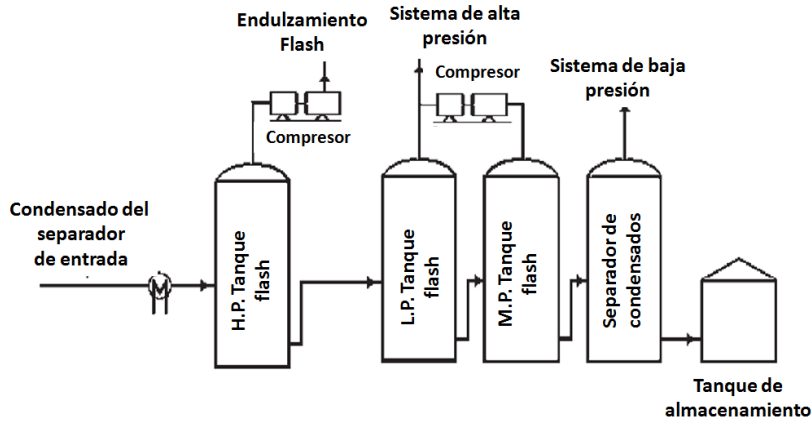 Endulzamiento
Flash
Sistema de alta
presión
Compresor
Sistema de baja
presión
Compresor
Condensado del
separador
de entrada
H.P. Tanque
flash
L.P. Tanque
flash
M.P. Tanque
flash
Separador de
condensados
Tanque de
almacenamiento